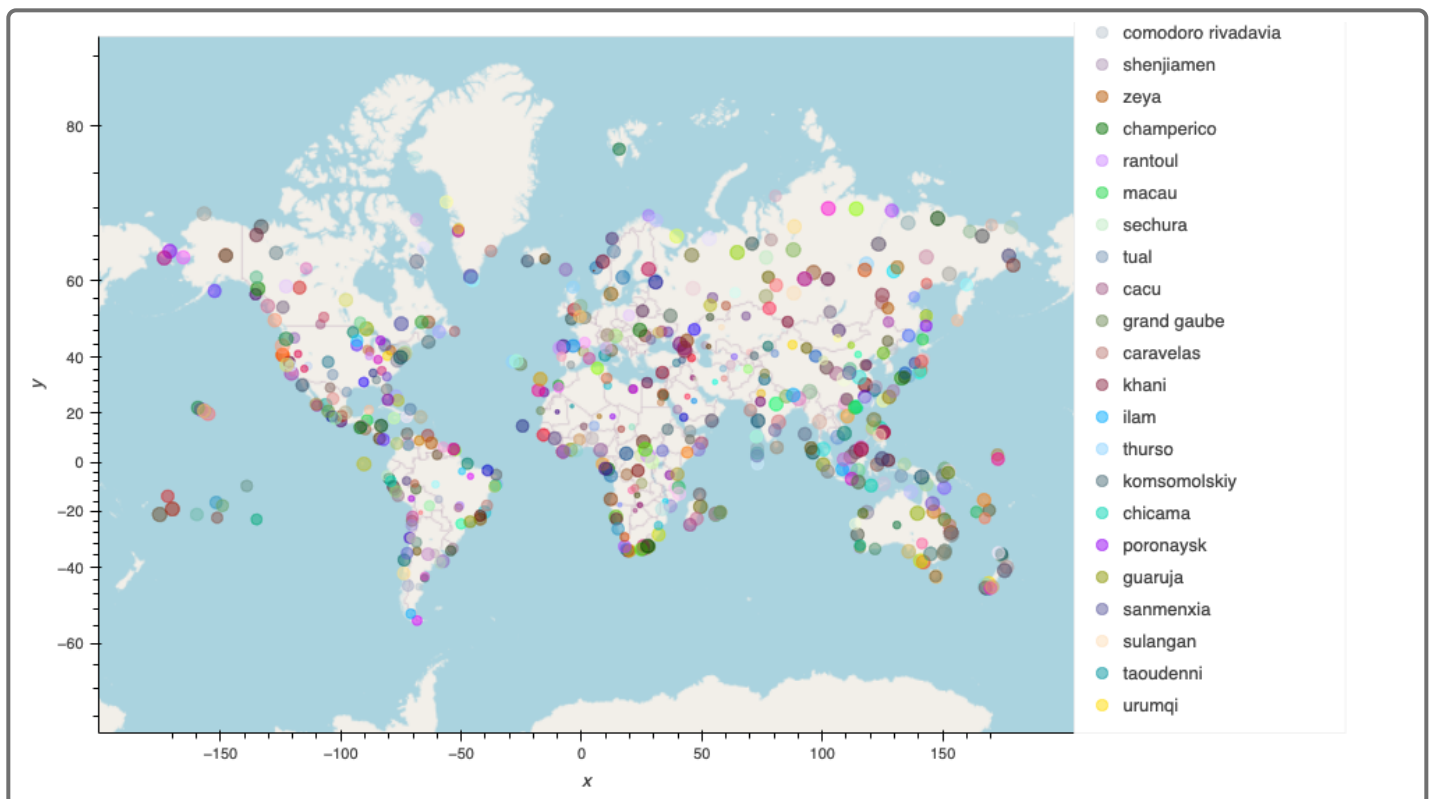 comodoro rivadavia
shenjiamen
zeya
champerico
rantoul
macau
sechura
tual
cacu
grand gaube
caravelas
khani
ilam
thurso
komsomolskiy
chicama
poronaysk
guaruja
sanmenxia
sulangan
taoudenni
urumqi
80
60
40
20
0
−20
−40
−60
y
−150 −100 −50 0 50 100 150
x